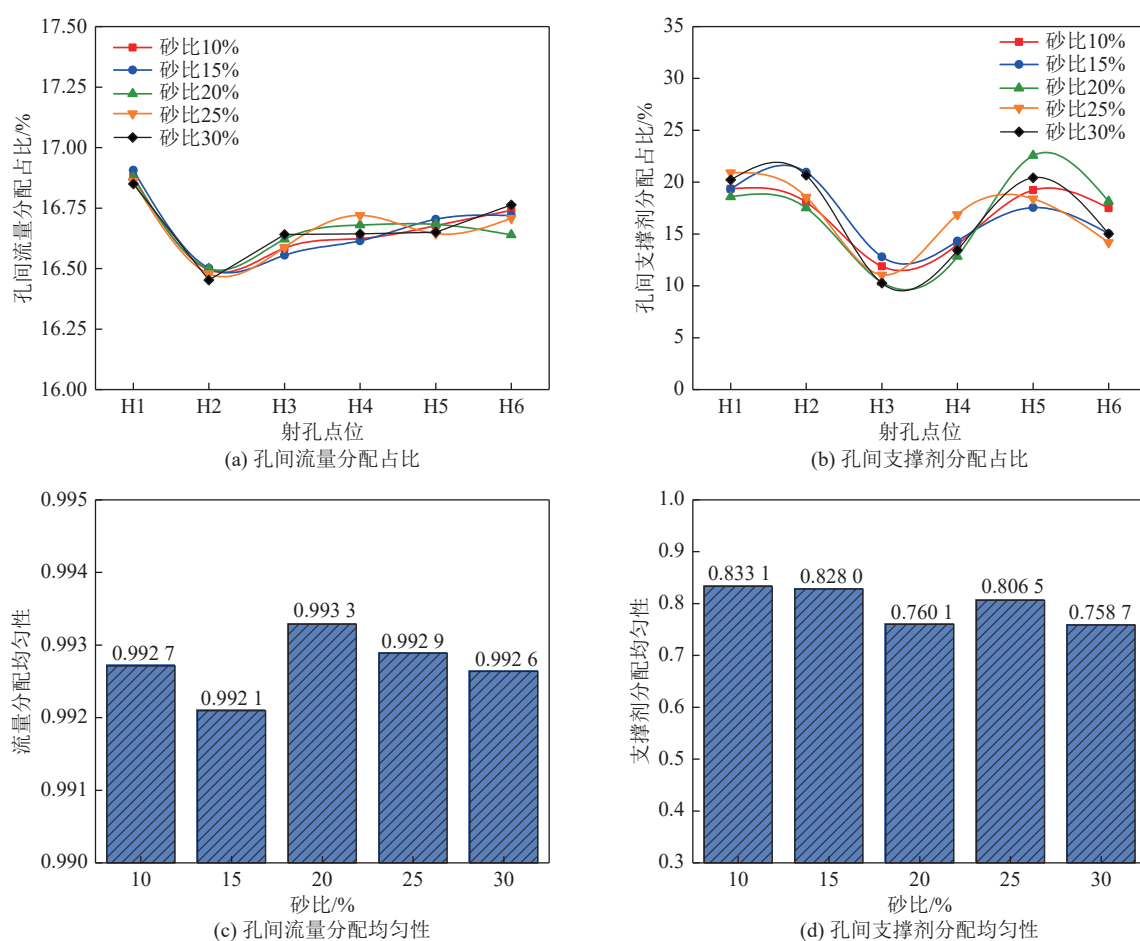 17.50
17.25
17.00
16.75
16.50
16.25
16.00
孔间流量分配占比/%
砂比10%
砂比15%
砂比20%
砂比25%
砂比30%
H1 H2 H3 H4 H5 H6
射孔点位
(a) 孔间流量分配占比
35
30
25
20
15
10
5
0
孔间支撑剂分配占比/%
砂比10%
砂比15%
砂比20%
砂比25%
砂比30%
H1 H2 H3 H4 H5 H6
射孔点位
(b) 孔间支撑剂分配占比
0.995
0.994
0.993
0.992
0.991
0.990
流量分配均匀性
0.992 7
0.992 1
0.993 3
0.992 9
0.992 6
10 15 20 25 30
砂比/%
(c) 孔间流量分配均匀性
1.0
0.9
0.8
0.7
0.6
0.5
0.4
0.3
支撑剂分配均匀性
0.833 1
0.828 0
0.760 1
0.806 5
0.758 7
10 15 20 25 30
砂比/%
(d) 孔间支撑剂分配均匀性